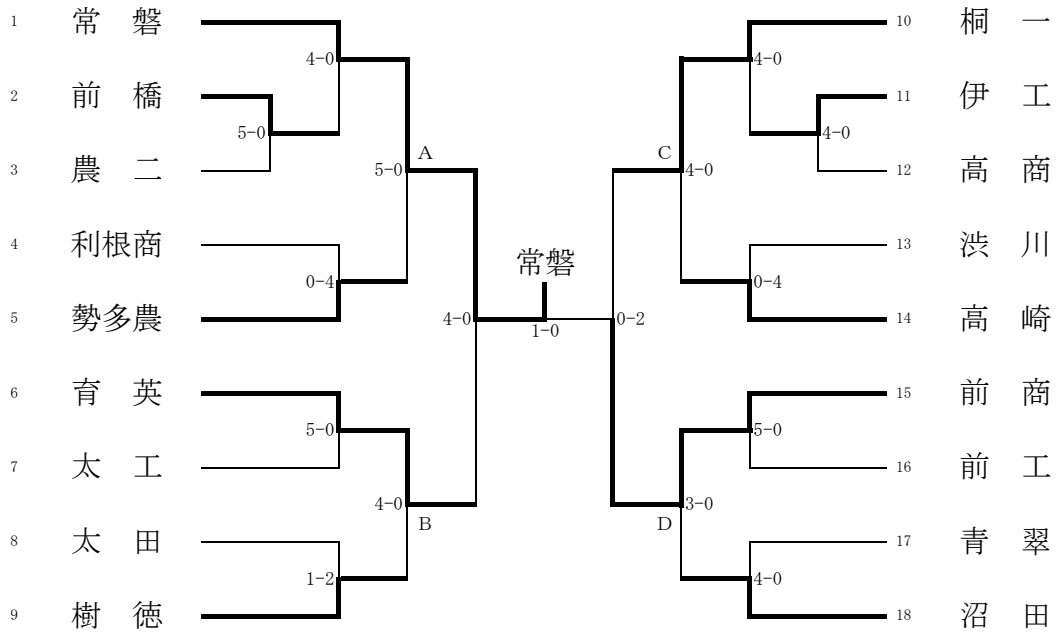 1 常磐 10 桐一
4-0 4-0
2 前橋 11 伊工
5-0 4-0
A C
3 農二 5-0 4-0 12 高商
4 利根商 13 渋川
常磐
0-4 0-4
5 勢多農 4-0 0-2 14 高崎
1-0
6 育英 15 前商
5-0 5-0
7 太工 16 前工
4-0 3-0
B D
8 太田 17 青翠
1-2 4-0
9 樹徳 18 沼田